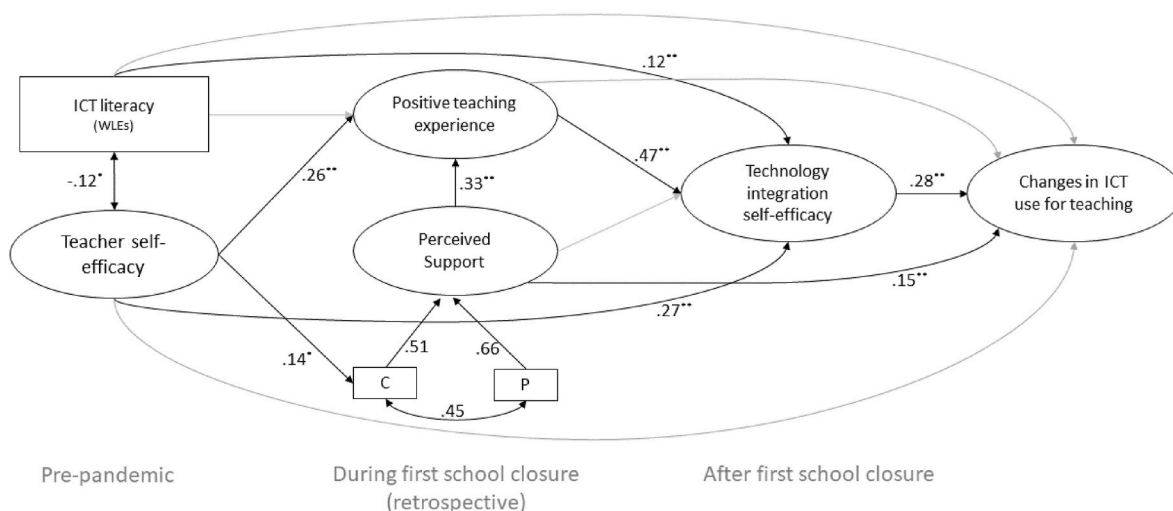 ICT literacy
(WLEs)
-.12*
Teacher self-
efficacy
.26**
.14*
Positive teaching
experience
.33**
Perceived
Support
.51
.66
C
P
.45
.12**
.47**
Technology
integration
self-efficacy
.27**
.28**
.15**
Changes in ICT
use for teaching
Pre-pandemic
During first school closure
(retrospective)
After first school closure